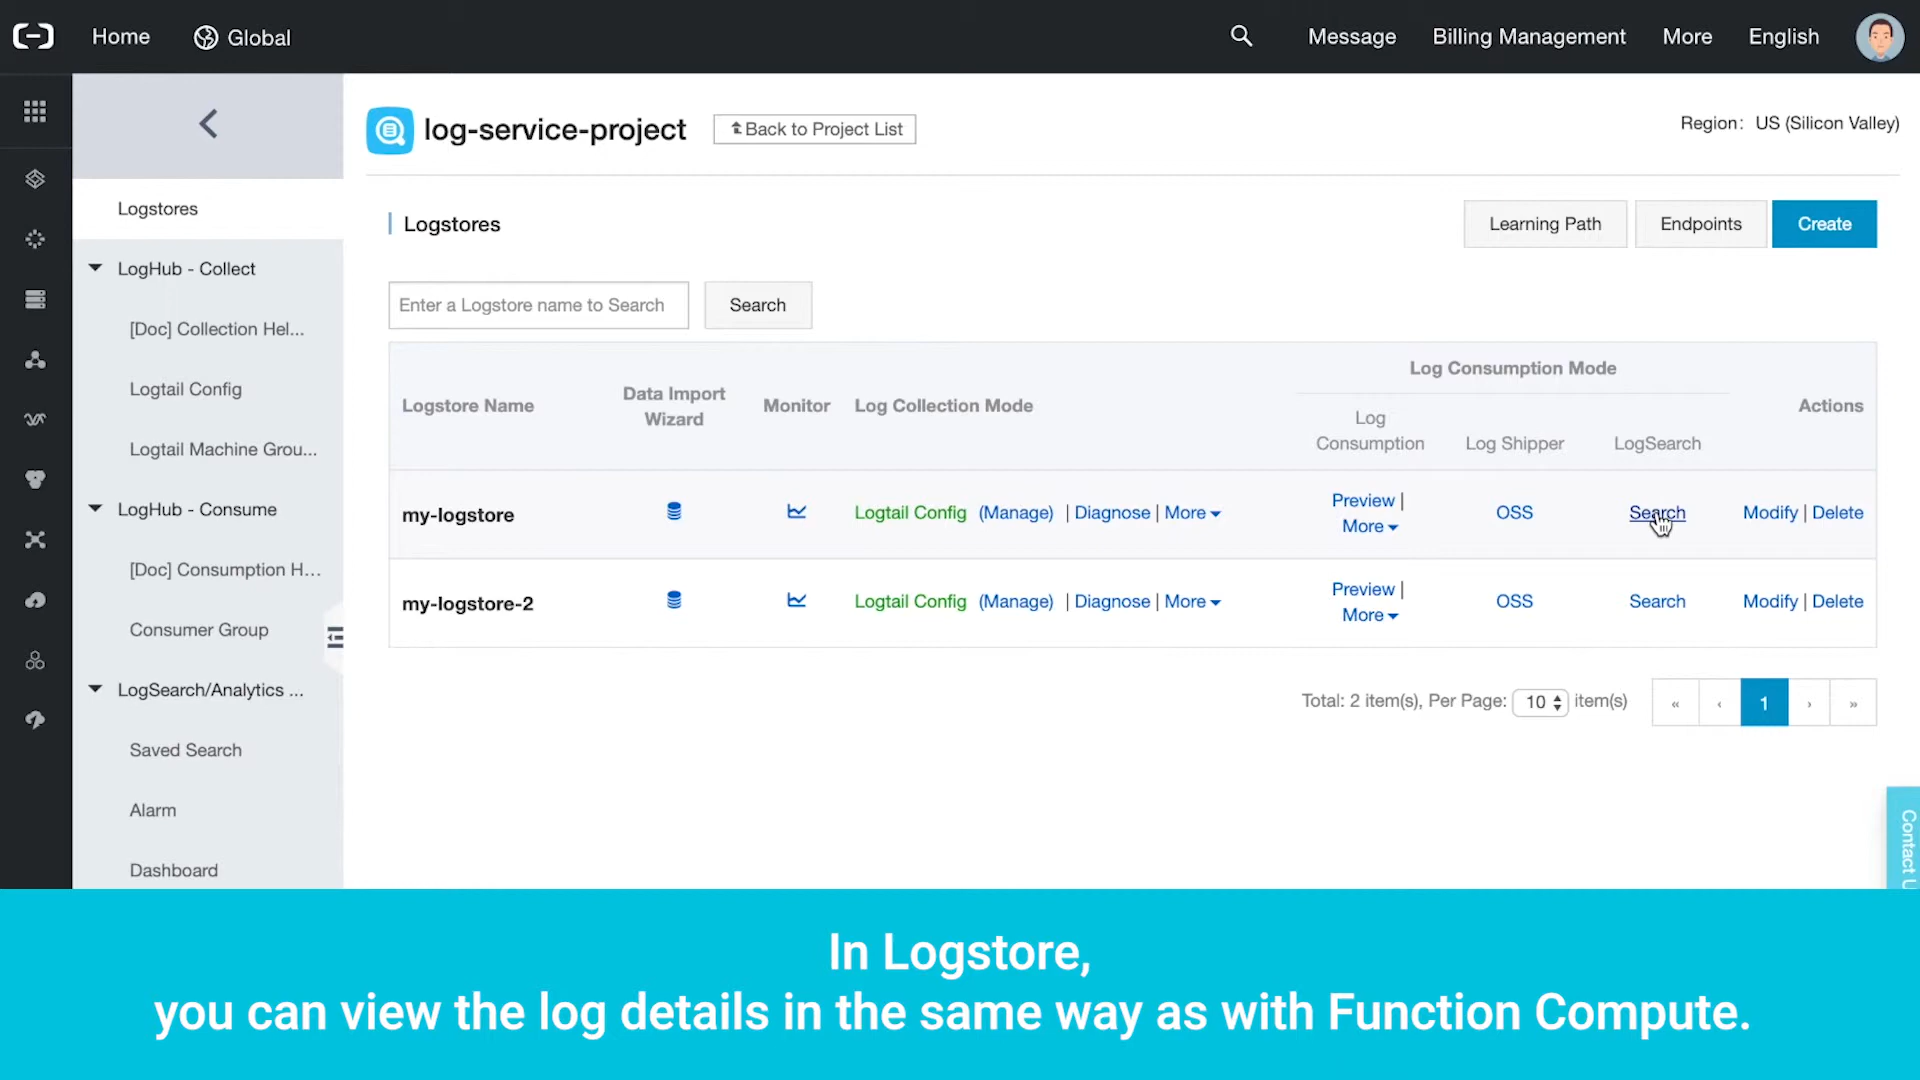 Home
Global
Message
Billing Management
More
English
log-service-project
Back to Project List
Region: US (Silicon Valley)
Logstores
LogHub - Collect
[Doc] Collection Hel...
Logtail Config
Logtail Machine Grou...
LogHub - Consume
[Doc] Consumption H...
Consumer Group
LogSearch/Analytics ...
Saved Search
Alarm
Dashboard
Logstores
Learning Path
Endpoints
Create
Enter a Logstore name to Search
Search
Logstore Name
Data Import
Wizard
Monitor
Log Collection Mode
Log Consumption Mode
Log
Consumption
Log Shipper
LogSearch
Actions
my-logstore
Logtail Config (Manage) | Diagnose | More
Preview |
More
OSS
Search
Modify | Delete
my-logstore-2
Logtail Config (Manage) | Diagnose | More
Preview |
More
OSS
Search
Modify | Delete
Total: 2 item(s), Per Page: 10 item(s)
« ‹ 1 › »
Contact U
In Logstore,
you can view the log details in the same way as with Function Compute.